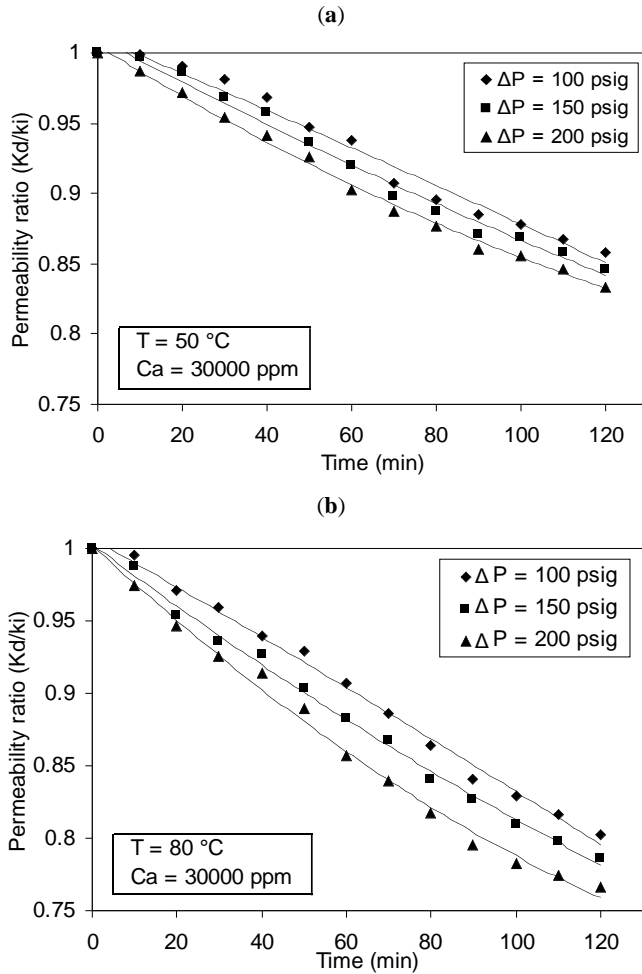 (a)
1
0.95
0.9
0.85
0.8
0.75
Permeability ratio (Kd/ki)
ΔP = 100 psig
ΔP = 150 psig
ΔP = 200 psig
T = 50 °C
Ca = 30000 ppm
0 20 40 60 80 100 120
Time (min)
(b)
1
0.95
0.9
0.85
0.8
0.75
Permeability ratio (Kd/ki)
Δ P = 100 psig
Δ P = 150 psig
Δ P = 200 psig
T = 80 °C
Ca = 30000 ppm
0 20 40 60 80 100 120
Time (min)